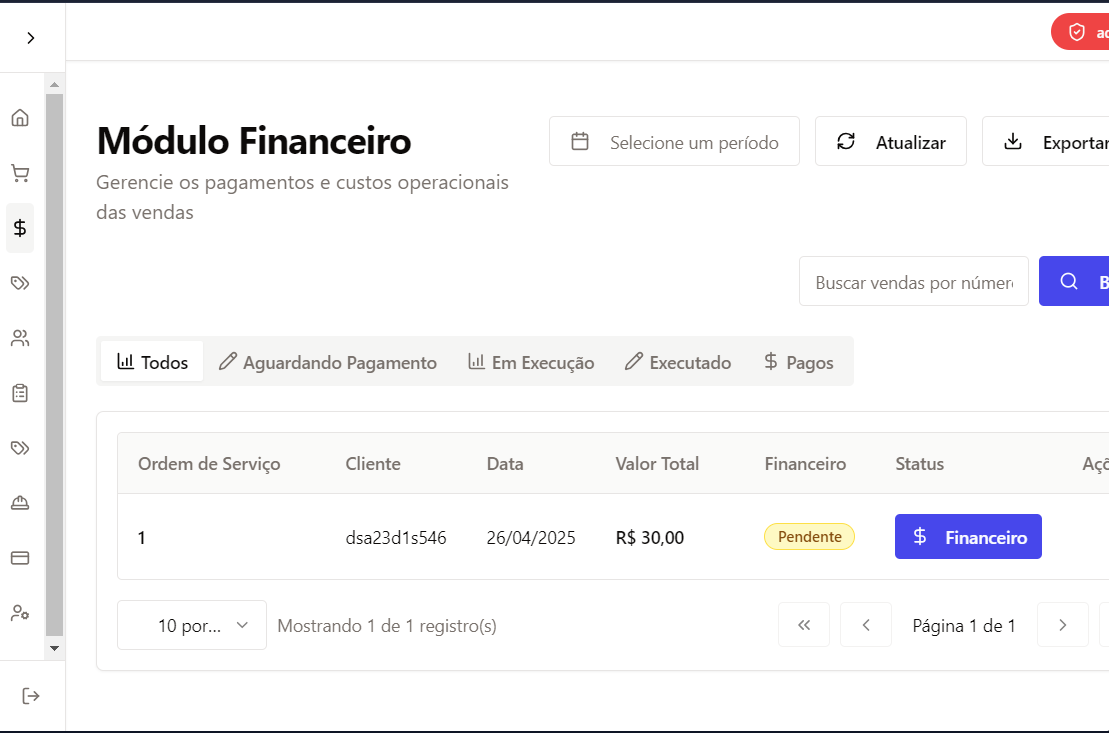 Módulo Financeiro
Gerencie os pagamentos e custos operacionais
das vendas
Selecione um período
Atualizar
Exportar
Buscar vendas por númer
Todos
Aguardando Pagamento
Em Execução
Executado
Pagos
Ordem de Serviço Cliente Data Valor Total Financeiro Status
1 dsa23d1s546 26/04/2025 R$ 30,00 Pendente $ Financeiro
10 por... Mostrando 1 de 1 registro(s) Página 1 de 1